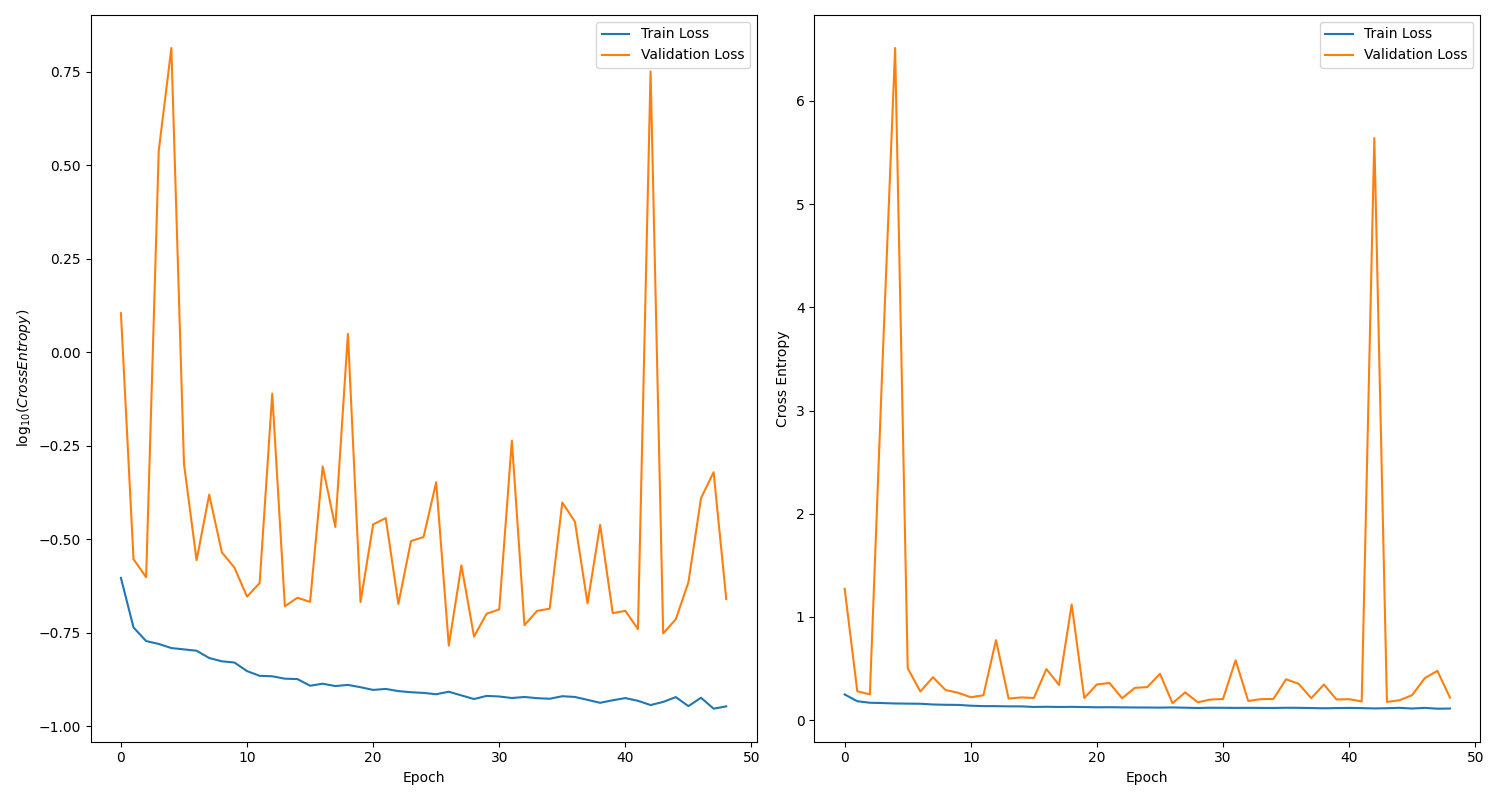 Train Loss
Validation Loss
0.75
0.50
0.25
0.00
−0.25
−0.50
−0.75
−1.00
log₁₀(CrossEntropy)
0 10 20 30 40 50
Epoch
Train Loss
Validation Loss
6
5
4
3
2
1
0
Cross Entropy
0 10 20 30 40 50
Epoch